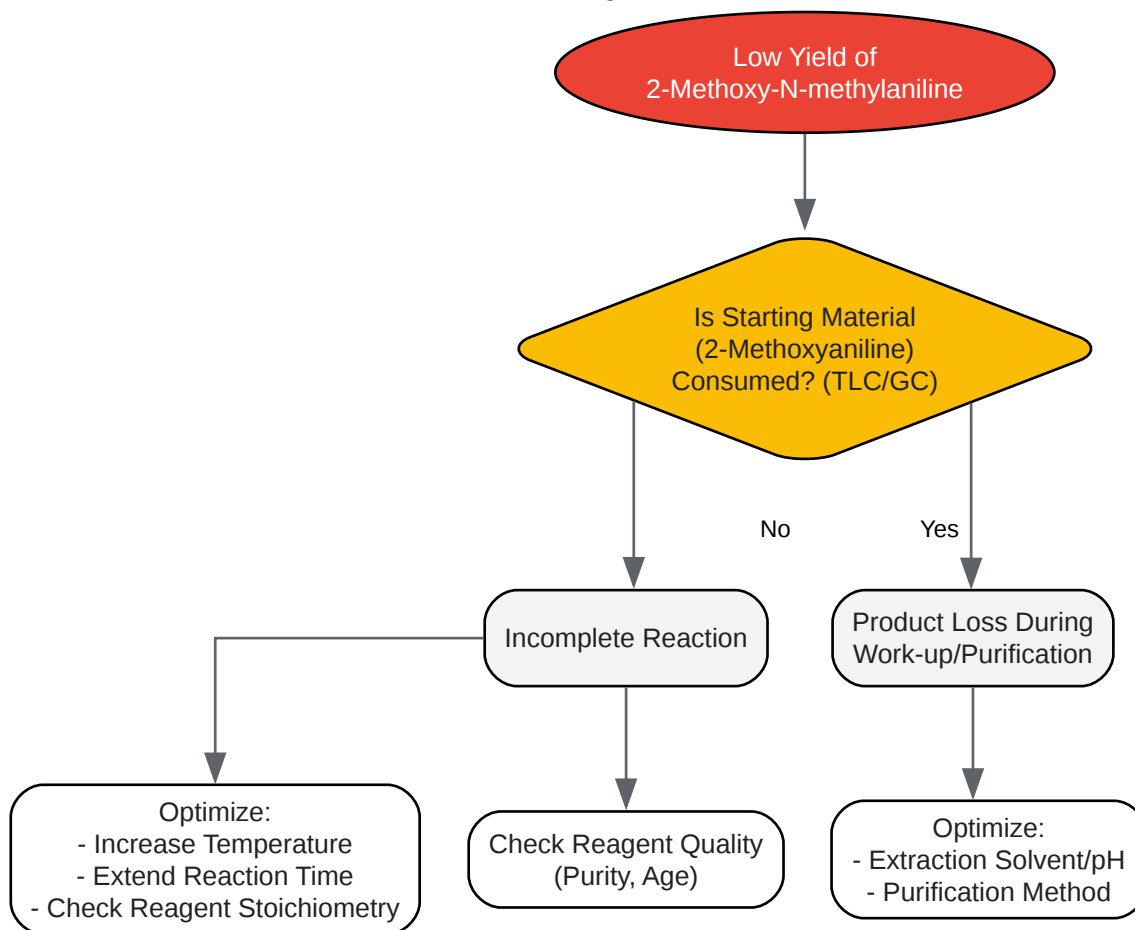 Low Yield of
2-Methoxy-N-methylaniline
Is Starting Material
(2-Methoxyaniline)
Consumed? (TLC/GC)
No
Yes
Incomplete Reaction
Product Loss During
Work-up/Purification
Optimize:
- Increase Temperature
- Extend Reaction Time
- Check Reagent Stoichiometry
Check Reagent Quality
(Purity, Age)
Optimize:
- Extraction Solvent/pH
- Purification Method